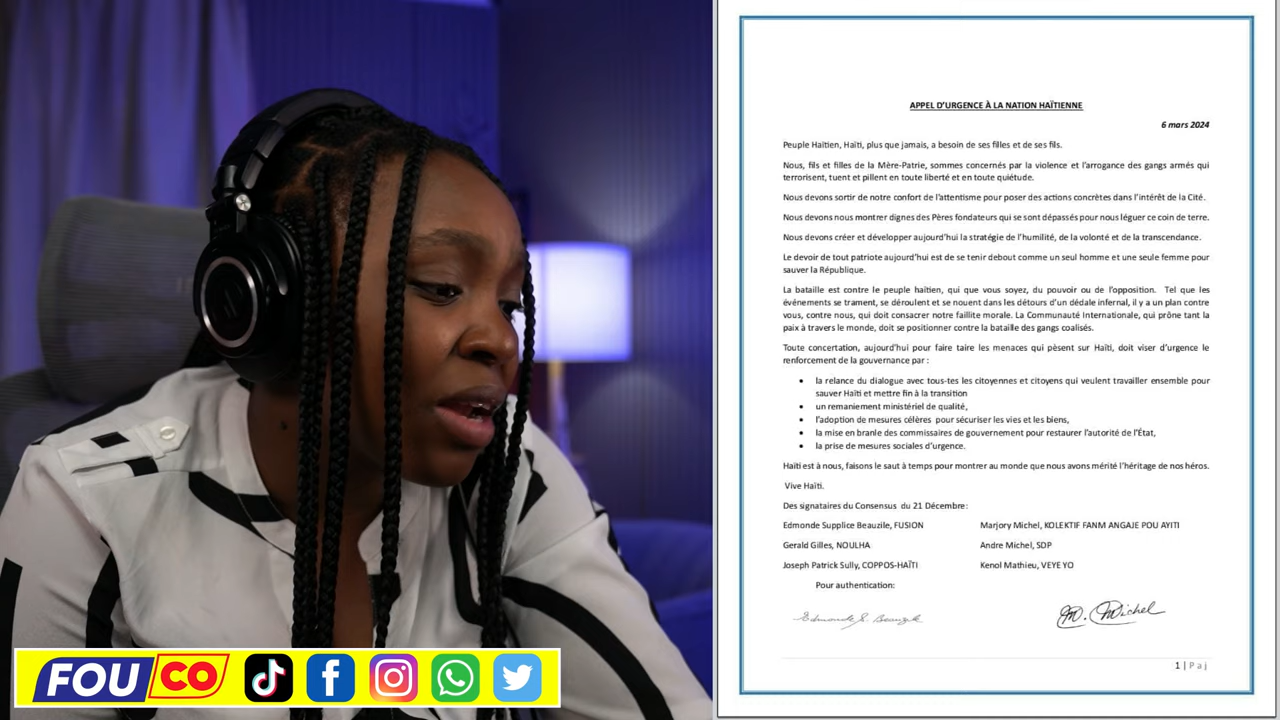 APPEL D'URGENCE À LA NATION HAÏTIENNE
6 mars 2024
Peuple Haïtien, Haïti, plus que jamais, a besoin de ses filles et de ses fils.
Nous, fils et filles de la Mère-Patrie, sommes concernés par la violence et l'arrogance des gangs armés qui
terrorisent, tuent et pillent en toute liberté et en toute quiétude.
Nous devons sortir de notre confort de l'attentisme pour poser des actions concrètes dans l'intérêt de la Cité.
Nous devons nous montrer dignes des Pères fondateurs qui se sont dépassés pour nous léguer ce coin de terre.
Nous devons créer et développer aujourd'hui la stratégie de l'humilité, de la volonté et de la transcendance.
Le devoir de tout patriote aujourd'hui est de se tenir debout comme un seul homme et une seule femme pour
sauver la République.
La bataille est contre le peuple haïtien, qui que vous soyez, du pouvoir ou de l'opposition. Tel que les
événements se trament, se déroulent et se nouent dans les détours d'un dédale infernal, il y a un plan contre
vous, contre nous, qui doit consacrer notre faillite morale. La Communauté Internationale, qui prône tant la
paix à travers le monde, doit se positionner contre la bataille des gangs coalisés.
Toute concertation, aujourd'hui pour faire taire les menaces qui pèsent sur Haïti, doit viser d'urgence le
renforcement de la gouvernance par :
• la relance du dialogue avec tous-tes les citoyennes et citoyens qui veulent travailler ensemble pour
sauver Haïti et mettre fin à la transition
• un remaniement ministériel de qualité,
• l'adoption de mesures célères pour sécuriser les vies et les biens,
• la mise en branle des commissaires de gouvernement pour restaurer l'autorité de l'État,
• la prise de mesures sociales d'urgence.
Haïti est à nous, faisons le saut à temps pour montrer au monde que nous avons mérité l'héritage de nos héros.
Vive Haïti.
Des signataires du Consensus du 21 Décembre:
Edmonde Supplice Beauzile, FUSION
Marjory Michel, KOLEKTIF FANM ANGAJE POU AYITI
Gerald Gilles, NOULHA
Andre Michel, SDP
Joseph Patrick Sully, COPPOS-HAÏTI
Kenol Mathieu, VEYE YO
Pour authentication:
Edmonde S. Beauzile
M. Michel
1 | Paj
FOUCO